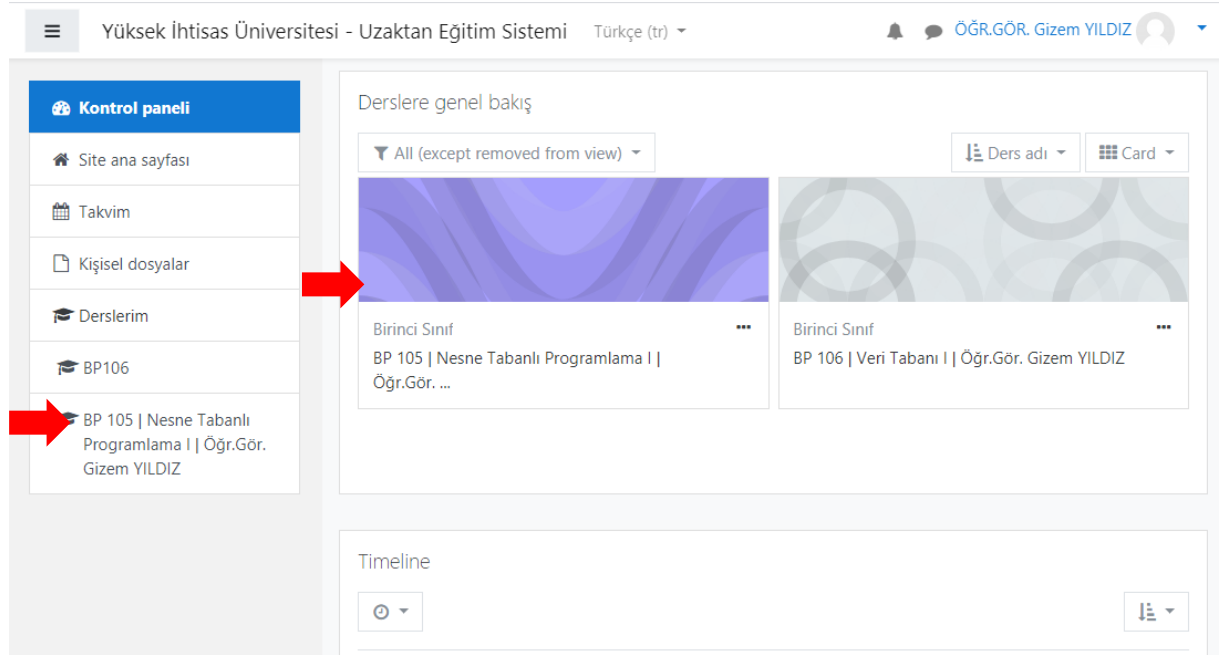 Yüksek İhtisas Üniversitesi - Uzaktan Eğitim Sistemi Türkçe (tr) ÖĞR.GÖR. Gizem YILDIZ
Kontrol paneli
Site ana sayfası
Takvim
Kişisel dosyalar
Derslerim
BP106
BP 105 | Nesne Tabanlı
Programlama I | Öğr.Gör.
Gizem YILDIZ
Derslere genel bakış
All (except removed from view) Ders adı Card
Birinci Sınıf
BP 105 | Nesne Tabanlı Programlama I |
Öğr.Gör. ...
Birinci Sınıf
BP 106 | Veri Tabanı I | Öğr.Gör. Gizem YILDIZ
Timeline